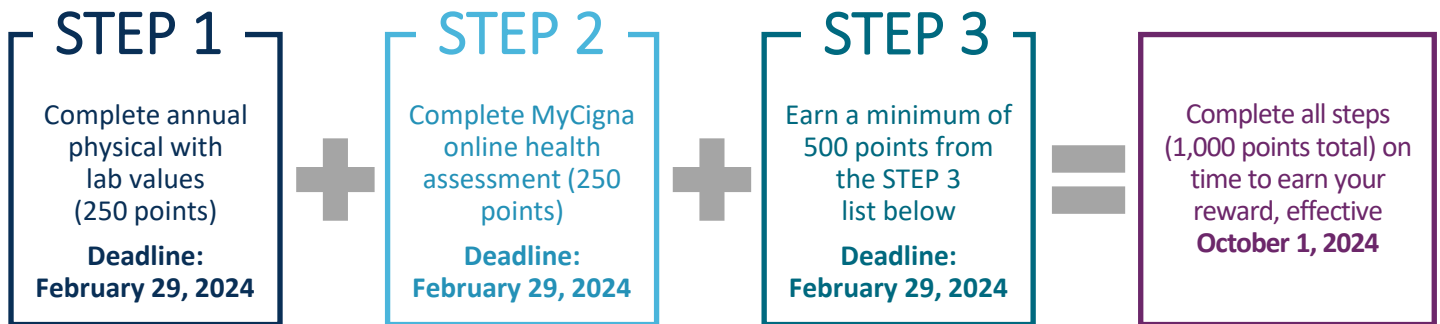 STEP 1
Complete annual
physical with
lab values
(250 points)
Deadline:
February 29, 2024
STEP 2
Complete MyCigna
online health
assessment (250
points)
Deadline:
February 29, 2024
STEP 3
Earn a minimum of
500 points from
the STEP 3
list below
Deadline:
February 29, 2024
Complete all steps
(1,000 points total) on
time to earn your
reward, effective
October 1, 2024